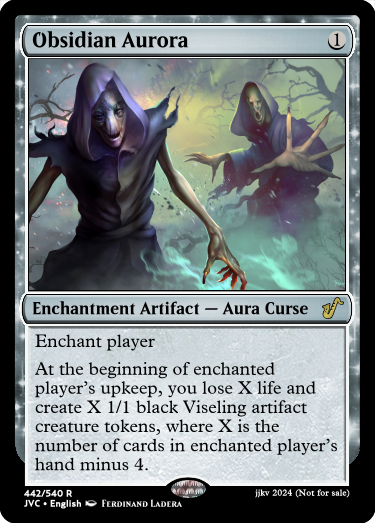 Obsidian Aurora 1
Enchantment Artifact — Aura Curse
Enchant player
At the beginning of enchanted
player's upkeep, you lose X life and
create X 1/1 black Viseling artifact
creature tokens, where X is the
number of cards in enchanted player's
hand minus 4.
442/540 R
JVC • English Ferdinand Ladera
jjkv 2024 (Not for sale)